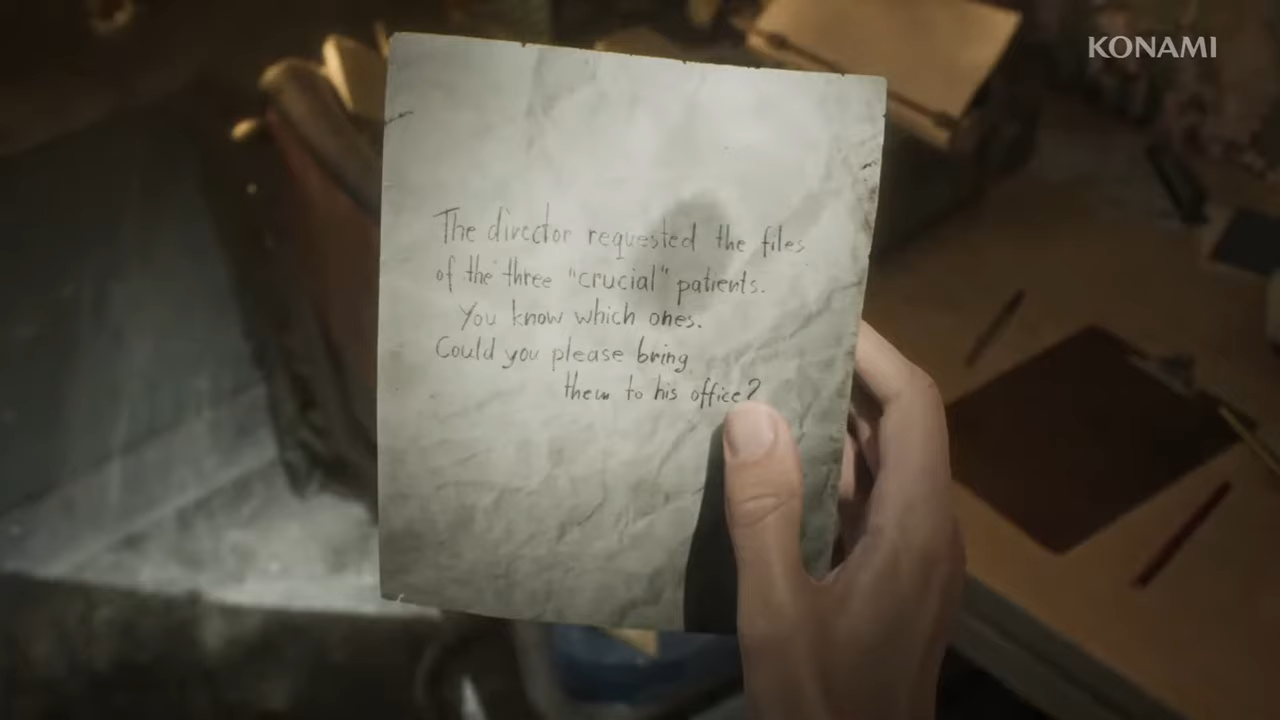 KONAMI
The director requested the files
of the three "crucial" patients.
You know which ones.
Could you please bring
them to his office?